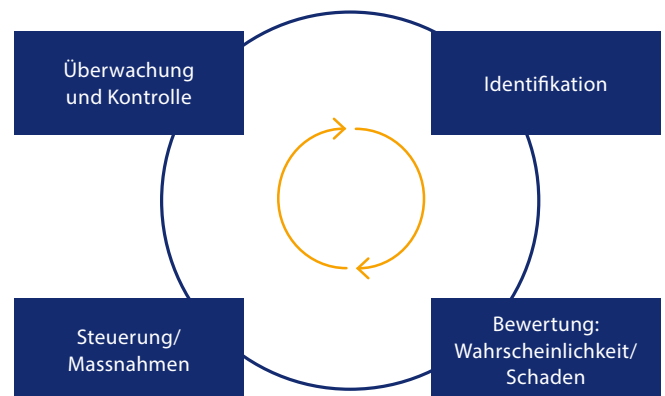 Überwachung
und Kontrolle
Identifikation
Steuerung/
Massnahmen
Bewertung:
Wahrscheinlichkeit/
Schaden